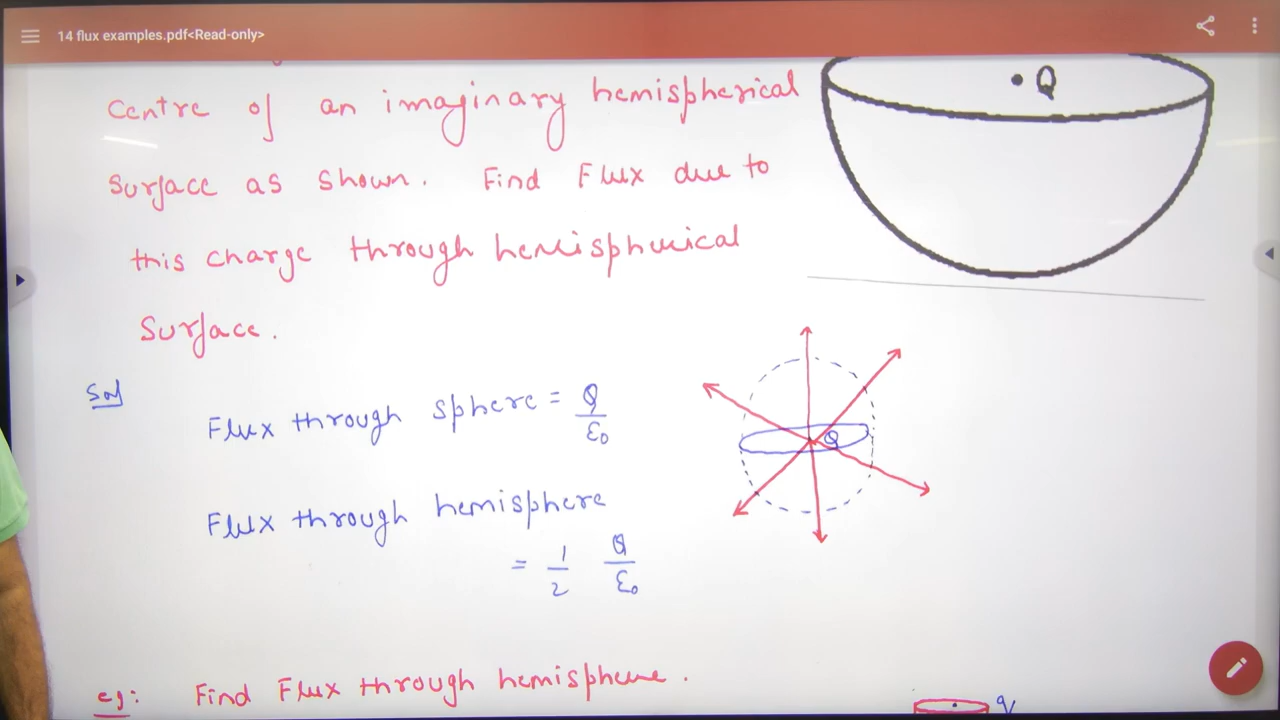 14 flux examples.pdf<Read-only>
Q
Centre of an imaginary hemispherical
Surface as shown. Find Flux due to
this charge through hemispherical
Surface.
Sol
Flux through sphere = Q/ε₀
Q
Flux through hemisphere
= 1/2 Q/ε₀
eg: Find Flux through hemisphere.
q